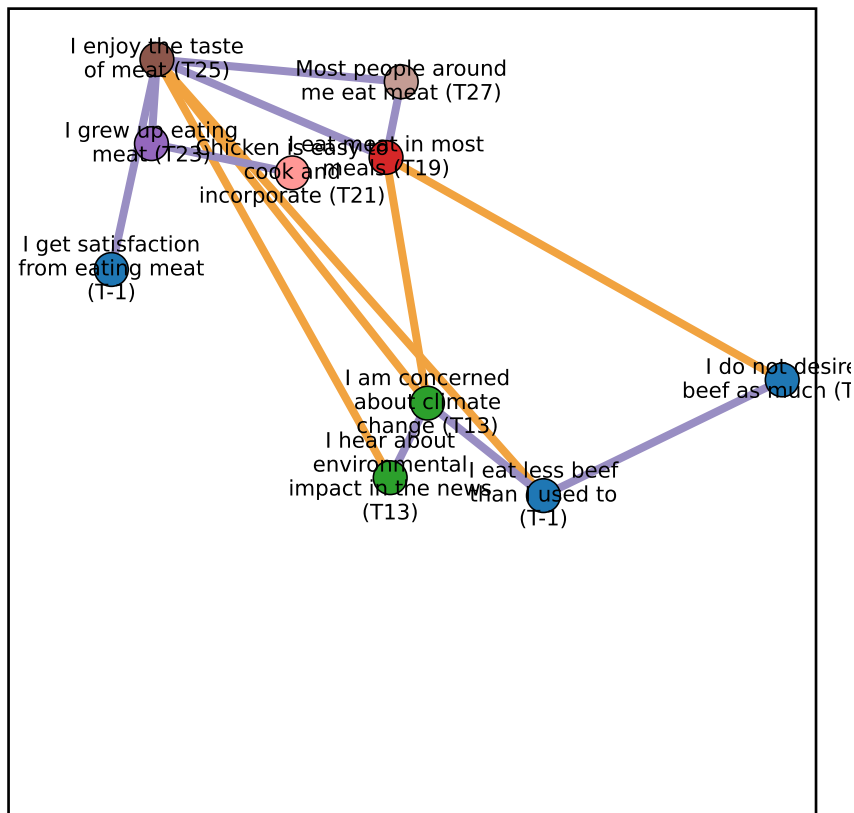 I enjoy the taste
of meat (T25)
Most people around
me eat meat (T27)
I grew up eating
meat (T23)
Chicken is easy to
cook and
incorporate (T21)
I eat meat in most
meals (T19)
I get satisfaction
from eating meat
(T-1)
I do not desire
beef as much (T
I am concerned
about climate
change (T13)
I hear about
environmental
impact in the news
(T13)
I eat less beef
than I used to
(T-1)